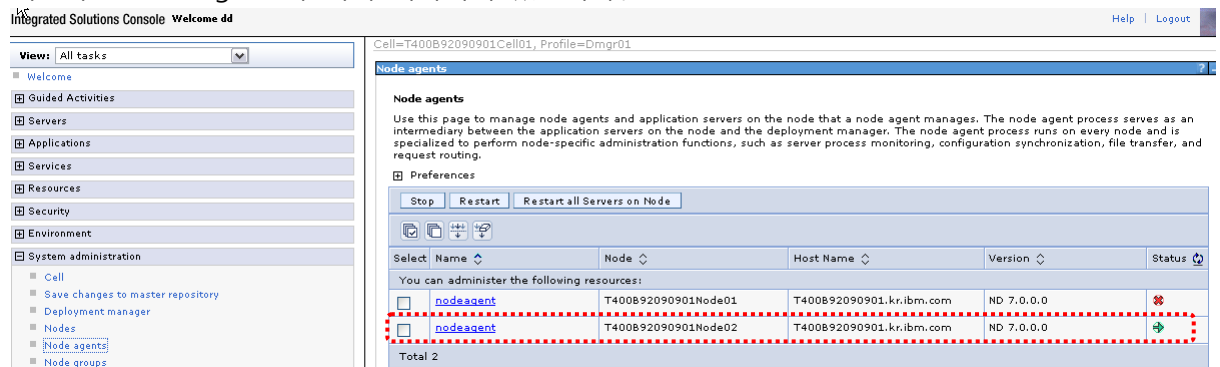 Integrated Solutions Console Welcome dd
Help | Logout
View: All tasks
Welcome
Guided Activities
Servers
Applications
Services
Resources
Security
Environment
System administration
Cell
Save changes to master repository
Deployment manager
Nodes
Node agents
Node groups
Cell=T400B92090901Cell01, Profile=Dmgr01
Node agents ? -
Node agents
Use this page to manage node agents and application servers on the node that a node agent manages. The node agent process serves as an
intermediary between the application servers on the node and the deployment manager. The node agent process runs on every node and is
specialized to perform node-specific administration functions, such as server process monitoring, configuration synchronization, file transfer, and
request routing.
Preferences
Stop Restart Restart all Servers on Node
Select Name Node Host Name Version Status
You can administer the following resources:
nodeagent T400B92090901Node01 T400B92090901.kr.ibm.com ND 7.0.0.0
nodeagent T400B92090901Node02 T400B92090901.kr.ibm.com ND 7.0.0.0
Total 2